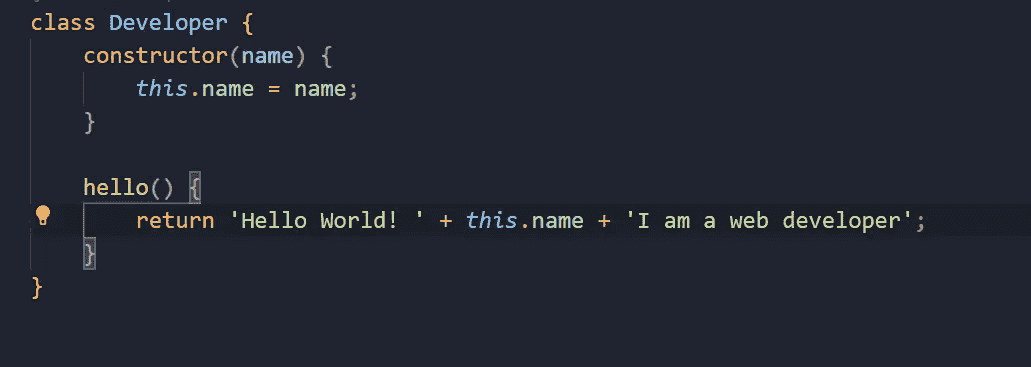 class Developer {
    constructor(name) {
        this.name = name;
    }

    hello() {
        return 'Hello World! ' + this.name + 'I am a web developer';
    }
}